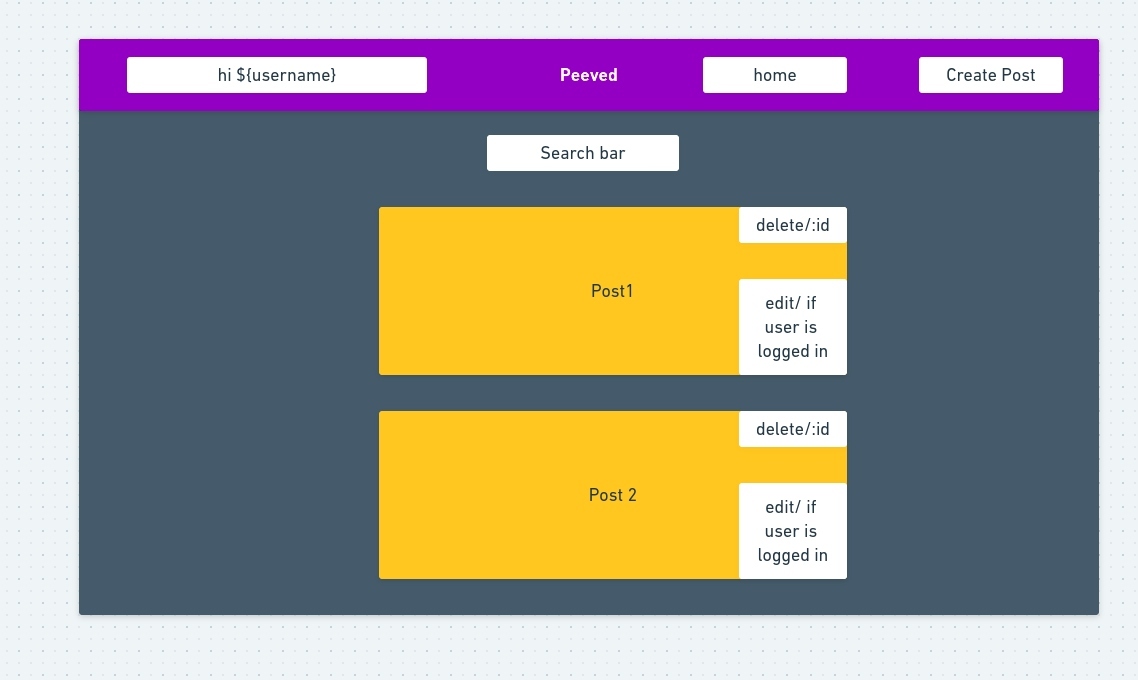 hi ${username}
Peeved
home
Create Post
Search bar
delete/:id
Post1
edit/ if
user is
logged in
delete/:id
Post 2
edit/ if
user is
logged in